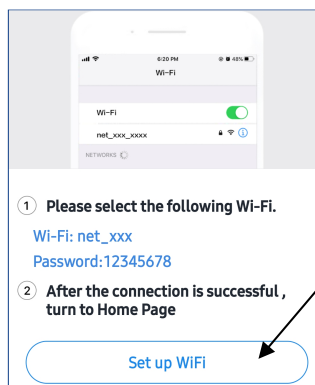 6:20 PM
48%
Wi-Fi
Wi-Fi
net_xxx_xxxx
NETWORKS
1 Please select the following Wi-Fi.
Wi-Fi: net_xxx
Password:12345678
2 After the connection is successful ,
turn to Home Page
Set up WiFi